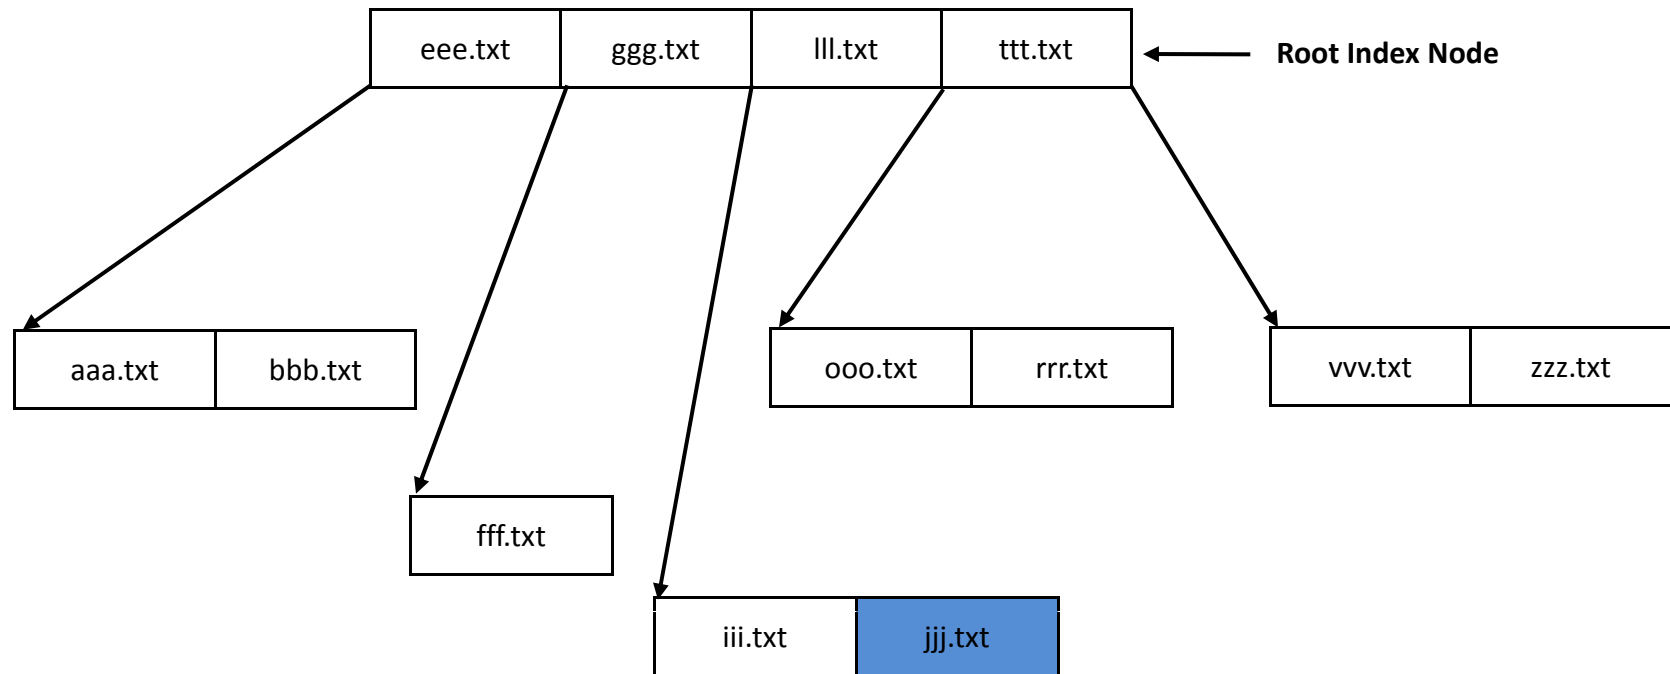 eee.txt ggg.txt lll.txt ttt.txt Root Index Node
aaa.txt bbb.txt ooo.txt rrr.txt vvv.txt zzz.txt
fff.txt
iii.txt jjj.txt